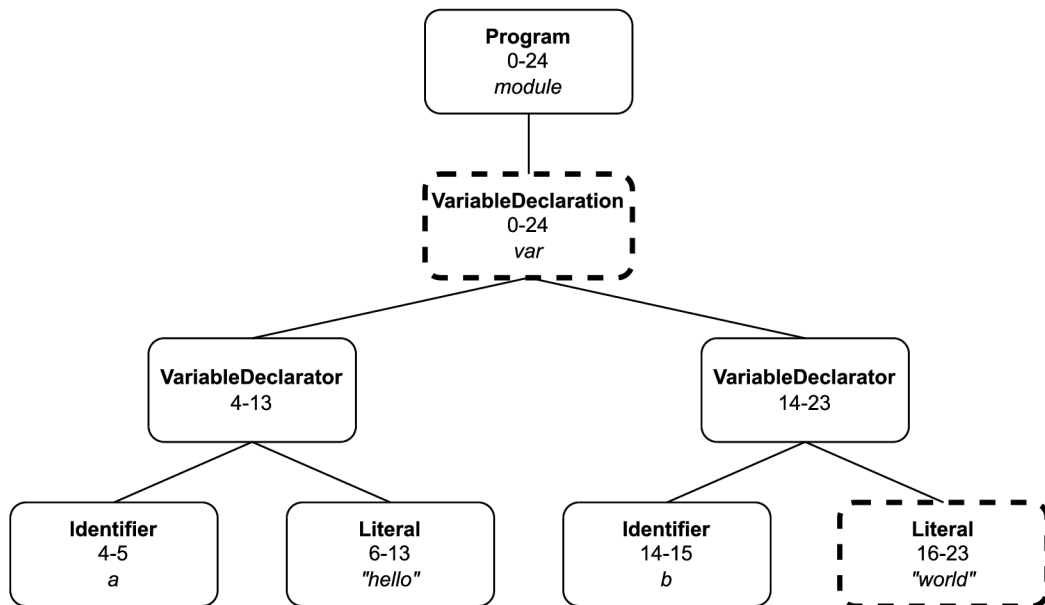 Program
0-24
module
VariableDeclaration
0-24
var
VariableDeclarator
4-13
VariableDeclarator
14-23
Identifier
4-5
a
Literal
6-13
"hello"
Identifier
14-15
b
Literal
16-23
"world"